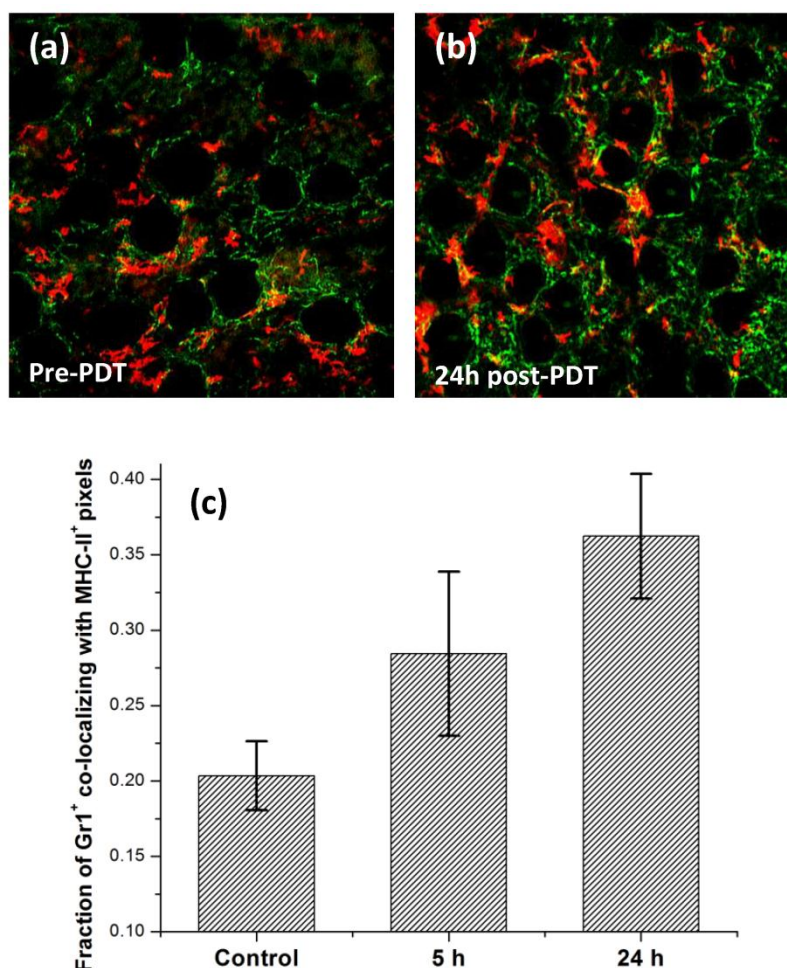 (a)
(b)
Pre-PDT
24h post-PDT
(c)
Fraction of Gr1⁺ co-localizing with MHC-II⁺ pixels
0.40
0.35
0.30
0.25
0.20
0.15
0.10
Control
5 h
24 h